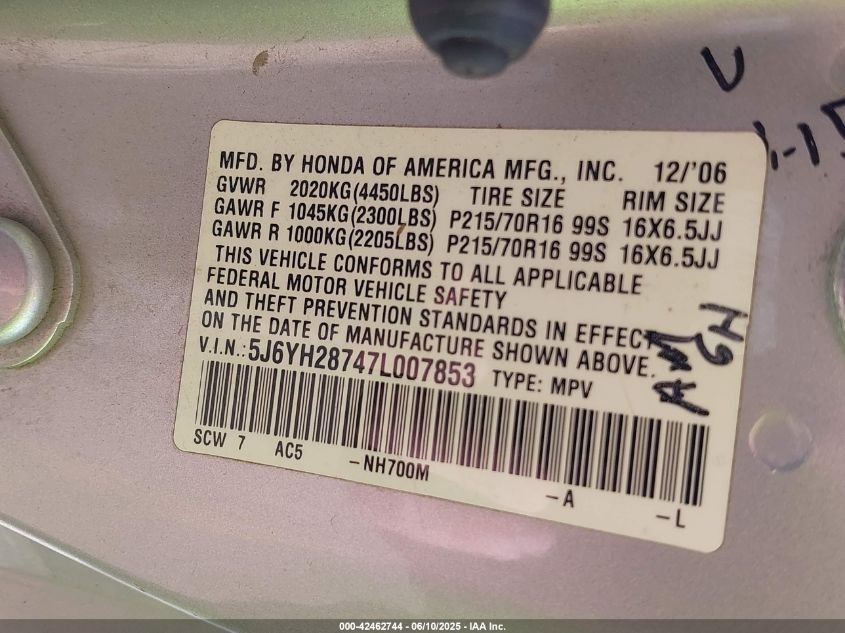 U
-15
MFD. BY HONDA OF AMERICA MFG., INC. 12/'06
GVWR 2020KG(4450LBS) TIRE SIZE RIM SIZE
GAWR F 1045KG(2300LBS) P215/70R16 99S 16X6.5JJ
GAWR R 1000KG(2205LBS) P215/70R16 99S 16X6.5JJ
THIS VEHICLE CONFORMS TO ALL APPLICABLE
FEDERAL MOTOR VEHICLE SAFETY
AND THEFT PREVENTION STANDARDS IN EFFECT
ON THE DATE OF MANUFACTURE SHOWN ABOVE.
V.I.N.: 5J6YH28747L007853 TYPE: MPV
SCW 7 AC5 -NH700M -A -L
000-42462744 - 06/10/2025 - IAA Inc.